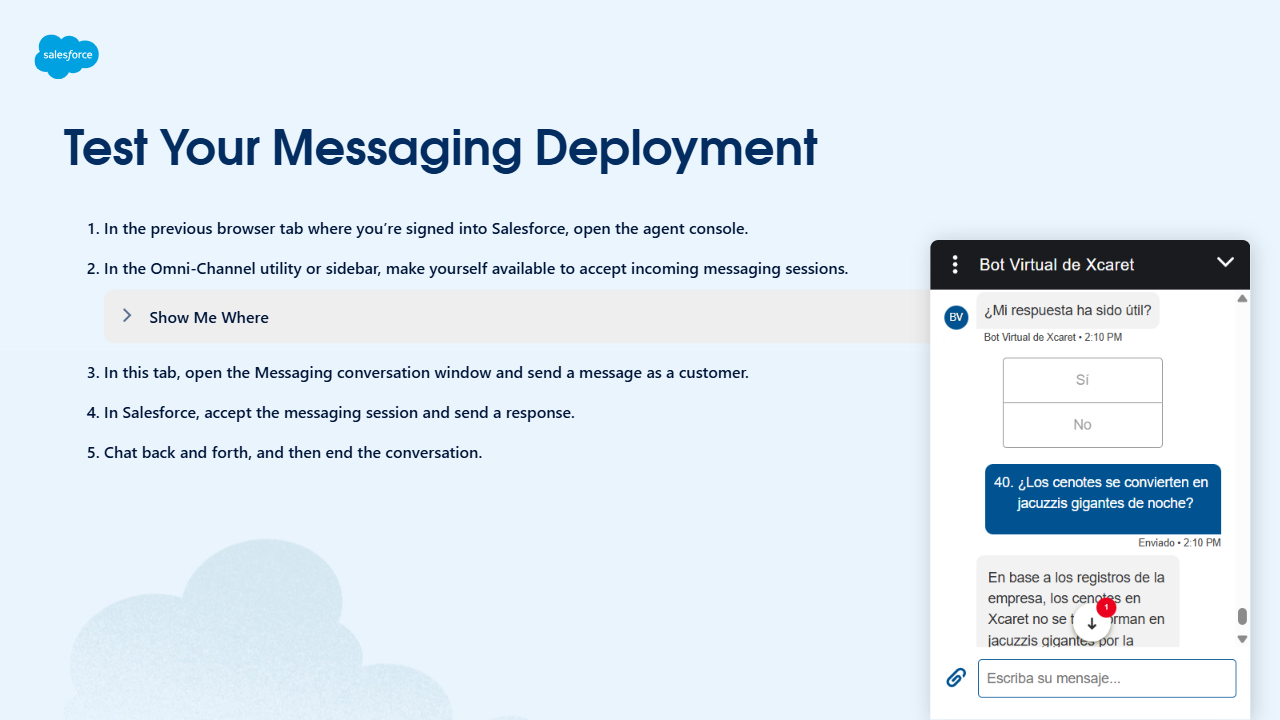 salesforce
Test Your Messaging Deployment
1. In the previous browser tab where you’re signed into Salesforce, open the agent console.
2. In the Omni-Channel utility or sidebar, make yourself available to accept incoming messaging sessions.
Show Me Where
3. In this tab, open the Messaging conversation window and send a message as a customer.
4. In Salesforce, accept the messaging session and send a response.
5. Chat back and forth, and then end the conversation.
Bot Virtual de Xcaret
BV
¿Mi respuesta ha sido útil?
Bot Virtual de Xcaret • 2:10 PM
Sí
No
40. ¿Los cenotes se convierten en
jacuzzis gigantes de noche?
Enviado • 2:10 PM
En base a los registros de la
empresa, los cenotes en
Xcaret no se en
jacuzzis gigantes por la
1
Escriba su mensaje...